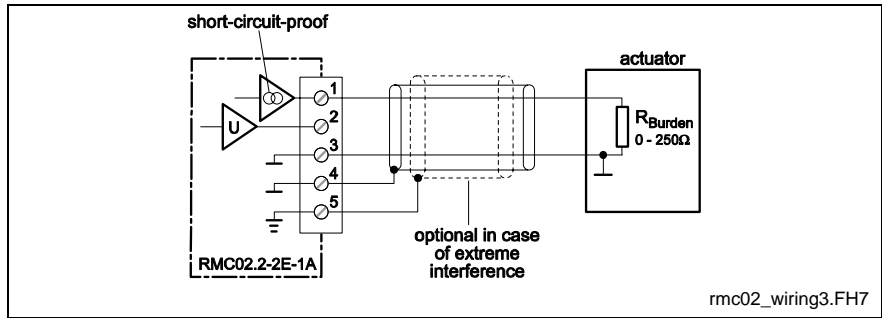 short-circuit-proof
actuator
1
U
2
R Burden
0 - 250Ω
3
4
5
optional in case
of extreme
interference
RMC02.2-2E-1A
rmc02_wiring3.FH7